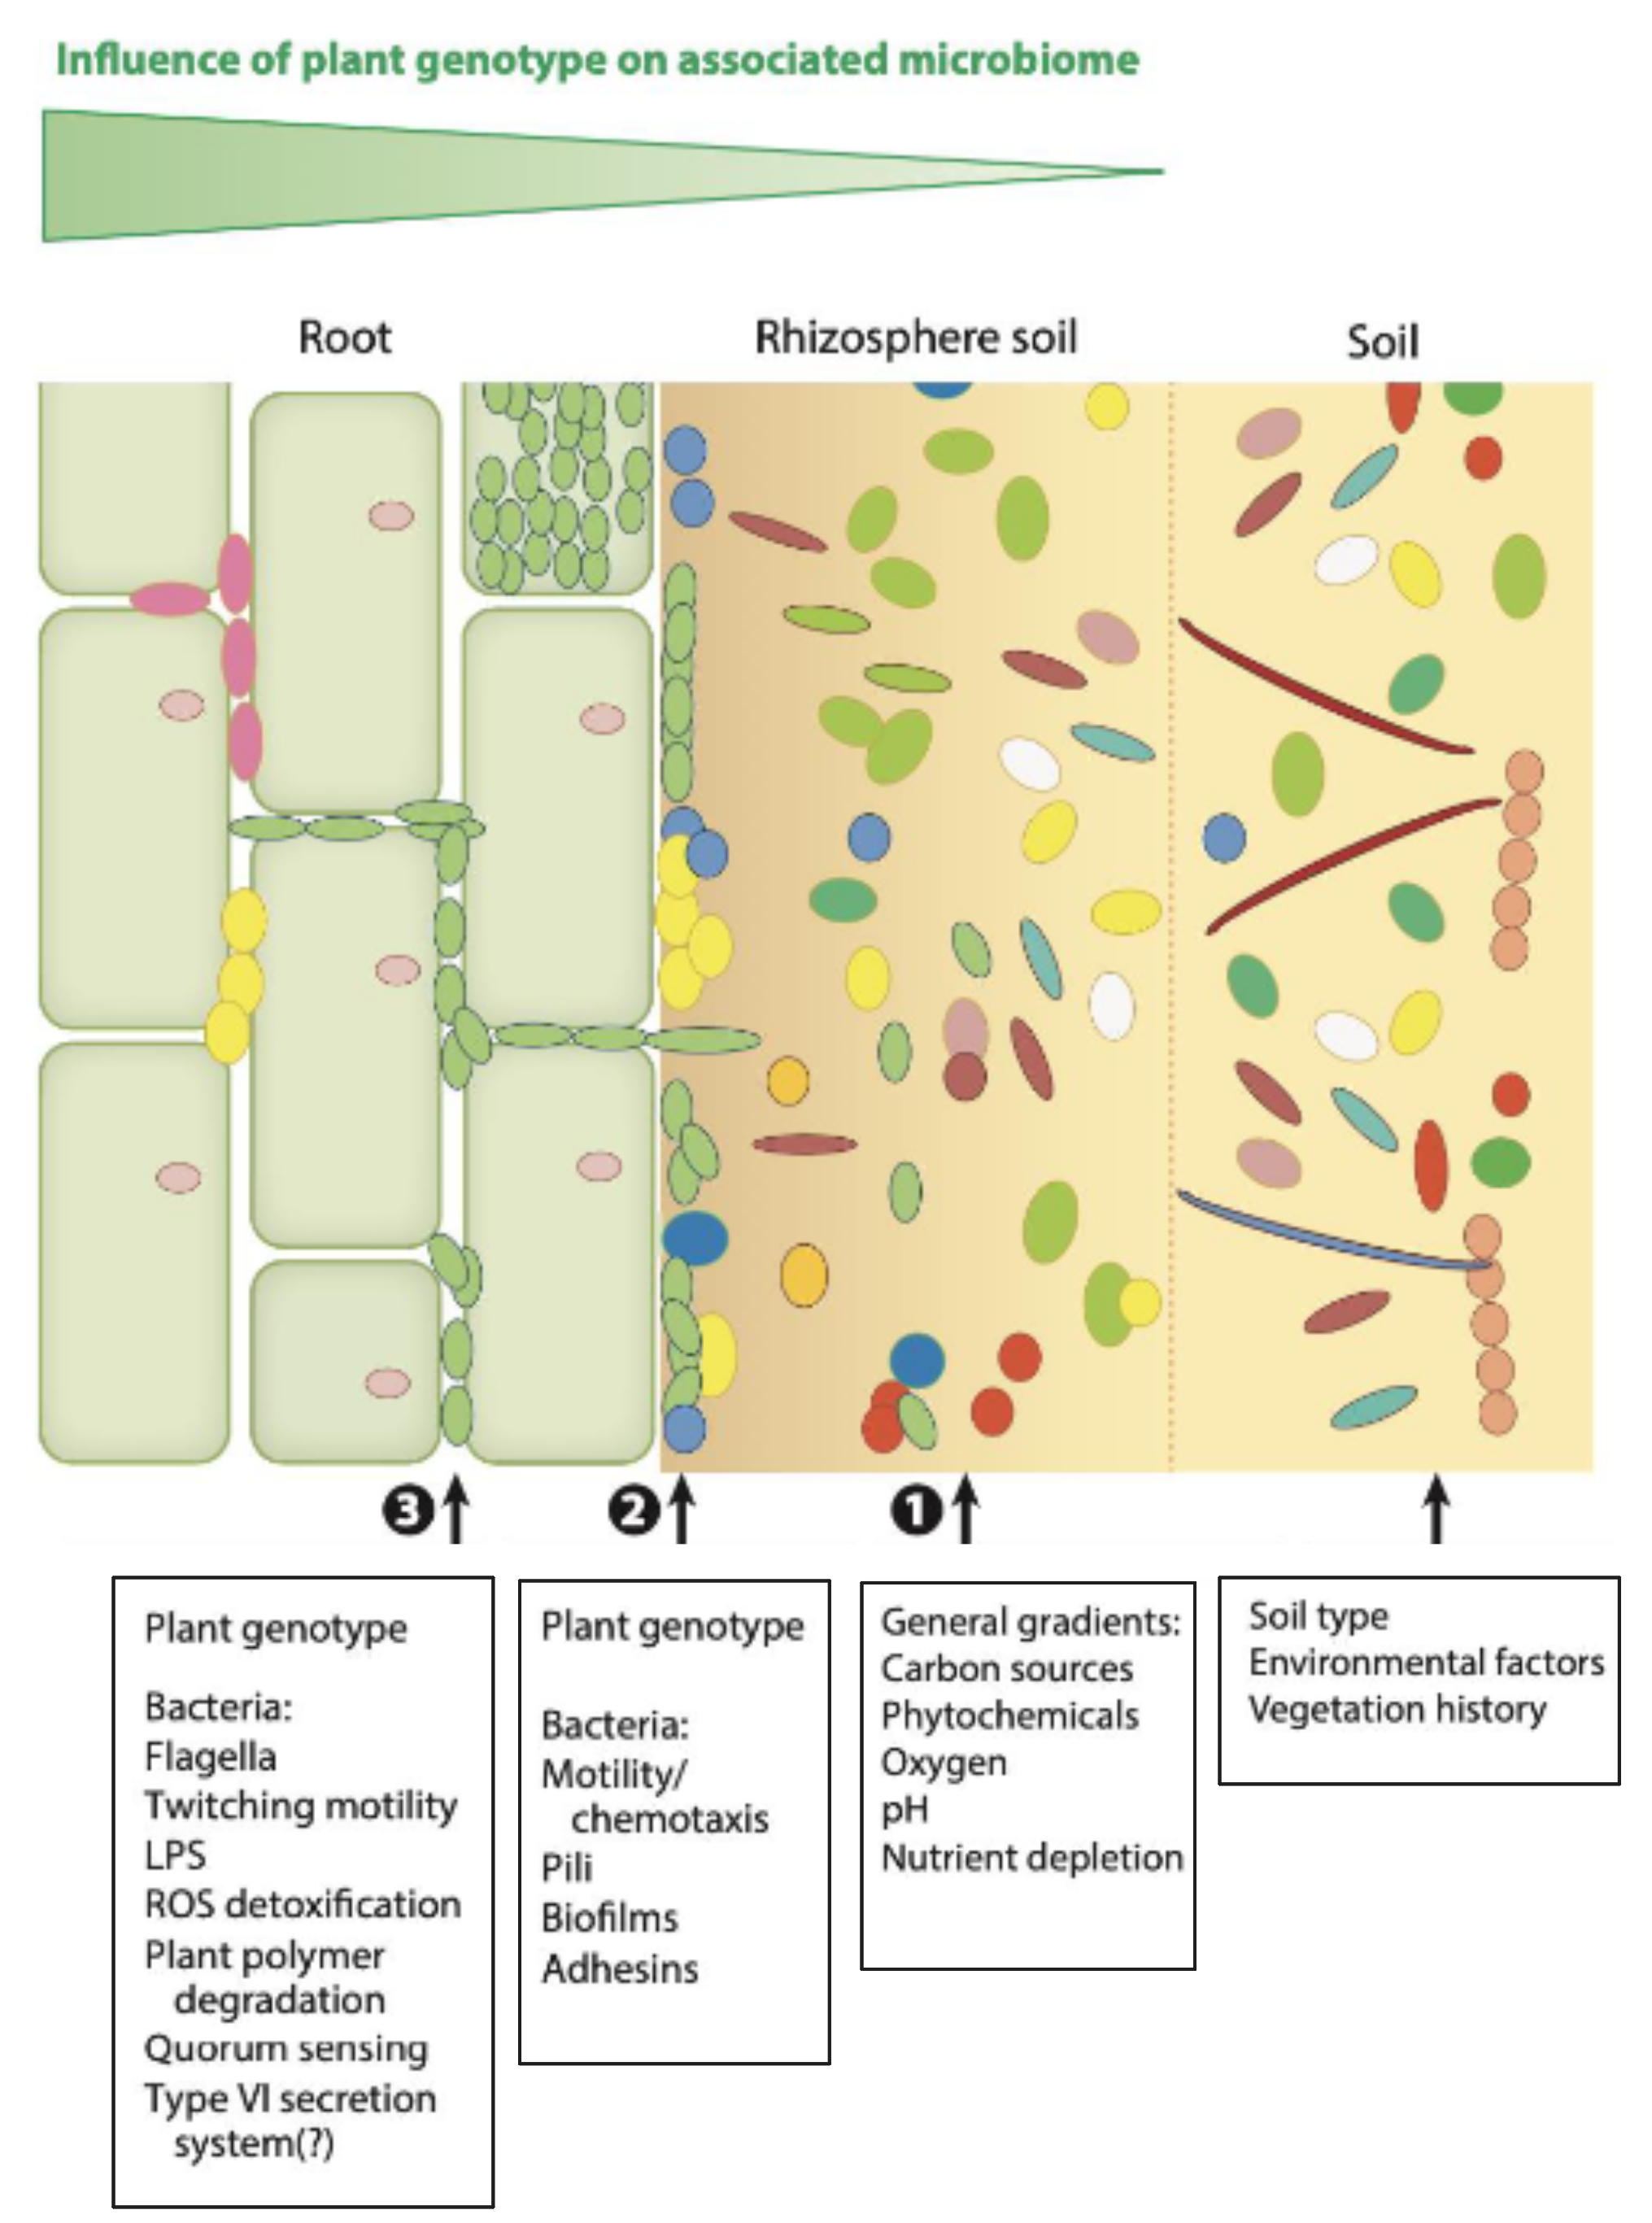 Influence of plant genotype on associated microbiome
Root
Rhizosphere soil
Soil
3
2
1
Plant genotype
Bacteria:
Flagella
Twitching motility
LPS
ROS detoxification
Plant polymer
degradation
Quorum sensing
Type VI secretion
system(?)
Plant genotype
Bacteria:
Motility/
chemotaxis
Pili
Biofilms
Adhesins
General gradients:
Carbon sources
Phytochemicals
Oxygen
pH
Nutrient depletion
Soil type
Environmental factors
Vegetation history